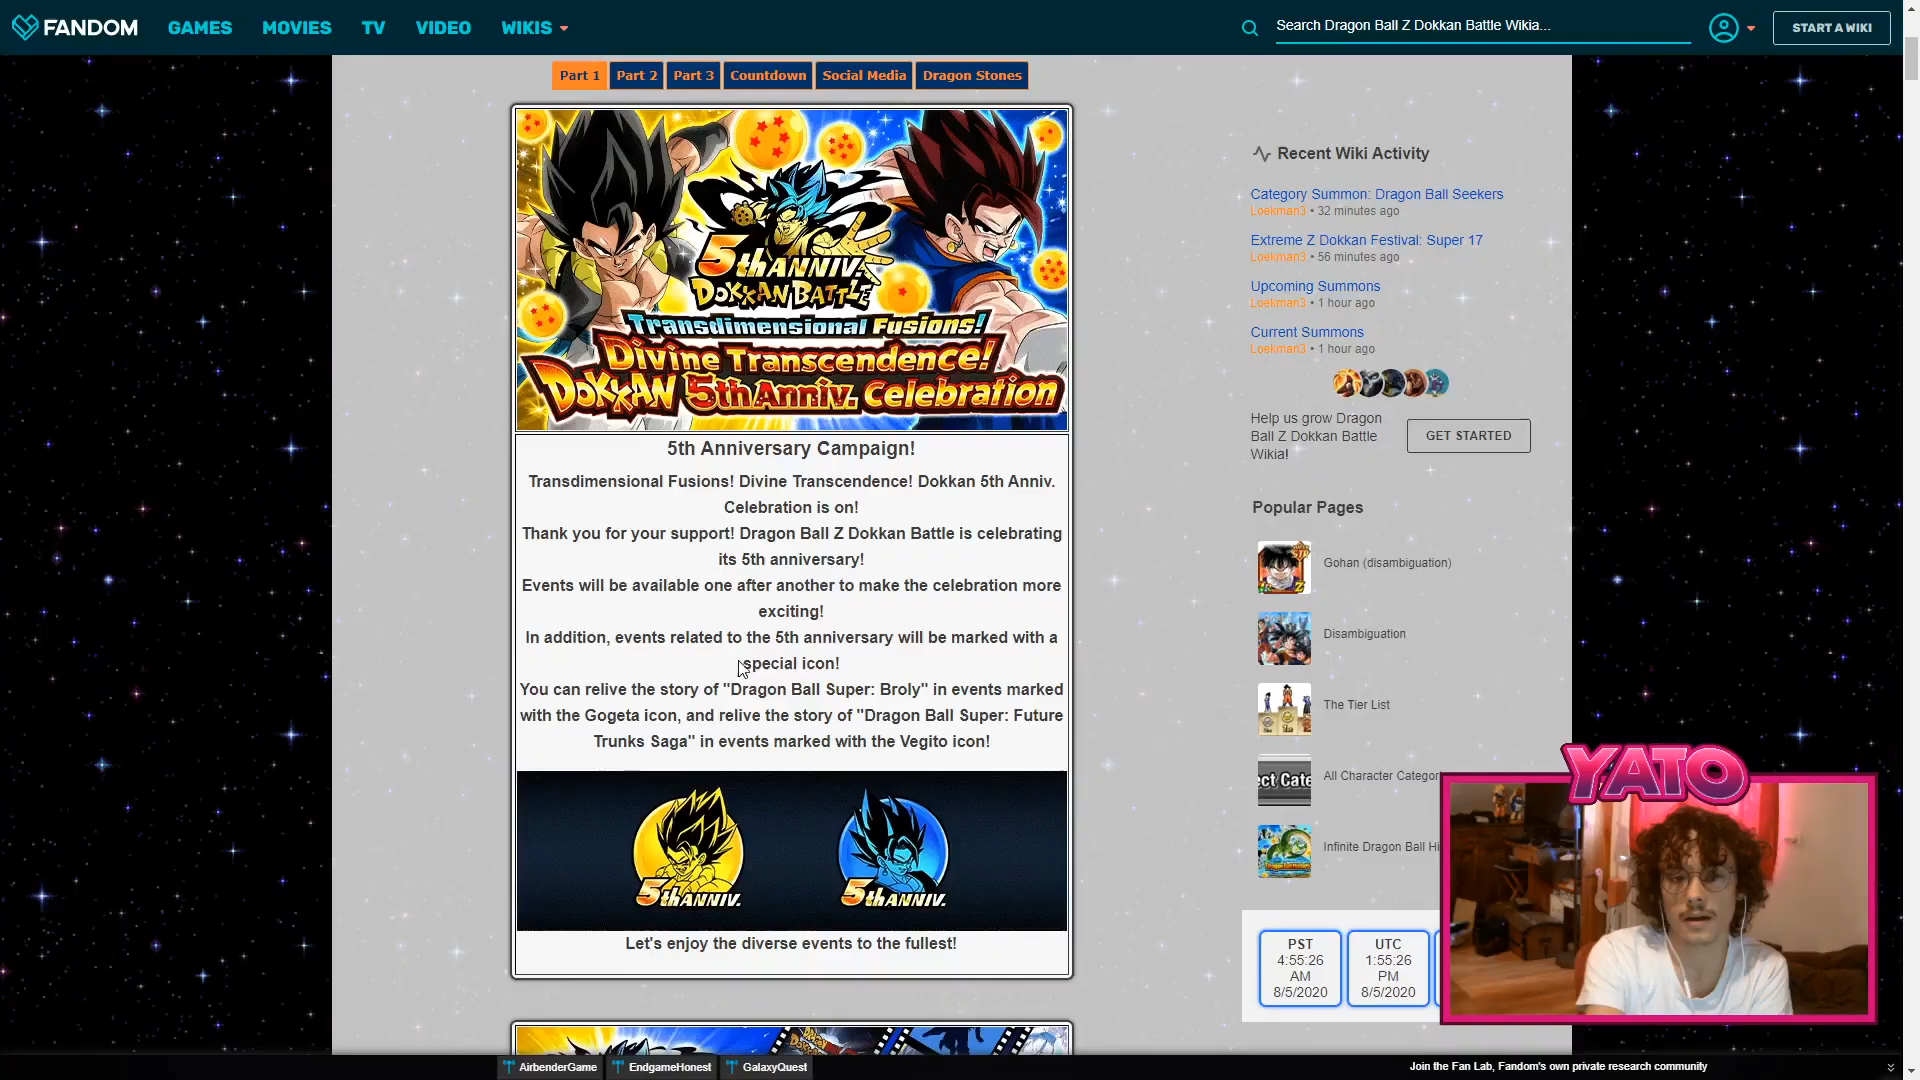 FANDOM
GAMES
MOVIES
TV
VIDEO
WIKIS
Search Dragon Ball Z Dokkan Battle Wikia...
START A WIKI
Part 1
Part 2
Part 3
Countdown
Social Media
Dragon Stones
5thANNIV.
DOKKAN BATTLE
Transdimensional Fusions!
Divine Transcendence!
DOKKAN 5th Anniv. Celebration
5th Anniversary Campaign!
Transdimensional Fusions! Divine Transcendence! Dokkan 5th Anniv.
Celebration is on!
Thank you for your support! Dragon Ball Z Dokkan Battle is celebrating
its 5th anniversary!
Events will be available one after another to make the celebration more
exciting!
In addition, events related to the 5th anniversary will be marked with a
special icon!
You can relive the story of "Dragon Ball Super: Broly" in events marked
with the Gogeta icon, and relive the story of "Dragon Ball Super: Future
Trunks Saga" in events marked with the Vegito icon!
5thANNIV.
5thANNIV.
Let's enjoy the diverse events to the fullest!
Recent Wiki Activity
Category Summon: Dragon Ball Seekers
Loekman3 • 32 minutes ago
Extreme Z Dokkan Festival: Super 17
Loekman3 • 56 minutes ago
Upcoming Summons
Loekman3 • 1 hour ago
Current Summons
Loekman3 • 1 hour ago
Help us grow Dragon
Ball Z Dokkan Battle
Wikia!
GET STARTED
Popular Pages
Gohan (disambiguation)
Disambiguation
The Tier List
ect Cate
All Character Categor
Infinite Dragon Ball Hi
YATO
PST
4:55:26
AM
8/5/2020
UTC
1:55:26
PM
8/5/2020
AirbenderGame
EndgameHonest
GalaxyQuest
Join the Fan Lab, Fandom's own private research community